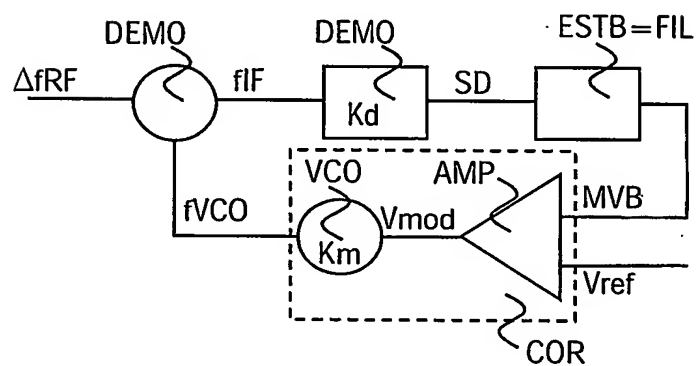 DEMO
DEMO
ESTB=FIL
ΔfRF
fIF
Kd
SD
VCO
AMP
MVB
fVCO
Km
Vmod
Vref
COR